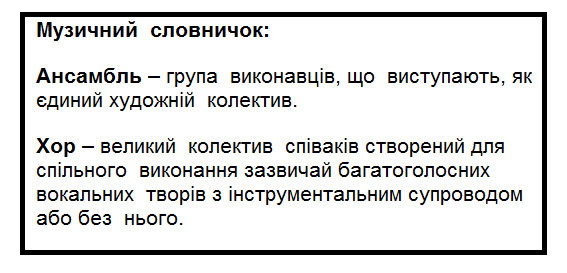 Музичний словничок:
Ансамбль – група виконавців, що виступають, як
єдиний художній колектив.
Хор – великий колектив співаків створений для
спільного виконання зазвичай багатоголосних
вокальних творів з інструментальним супроводом
або без нього.